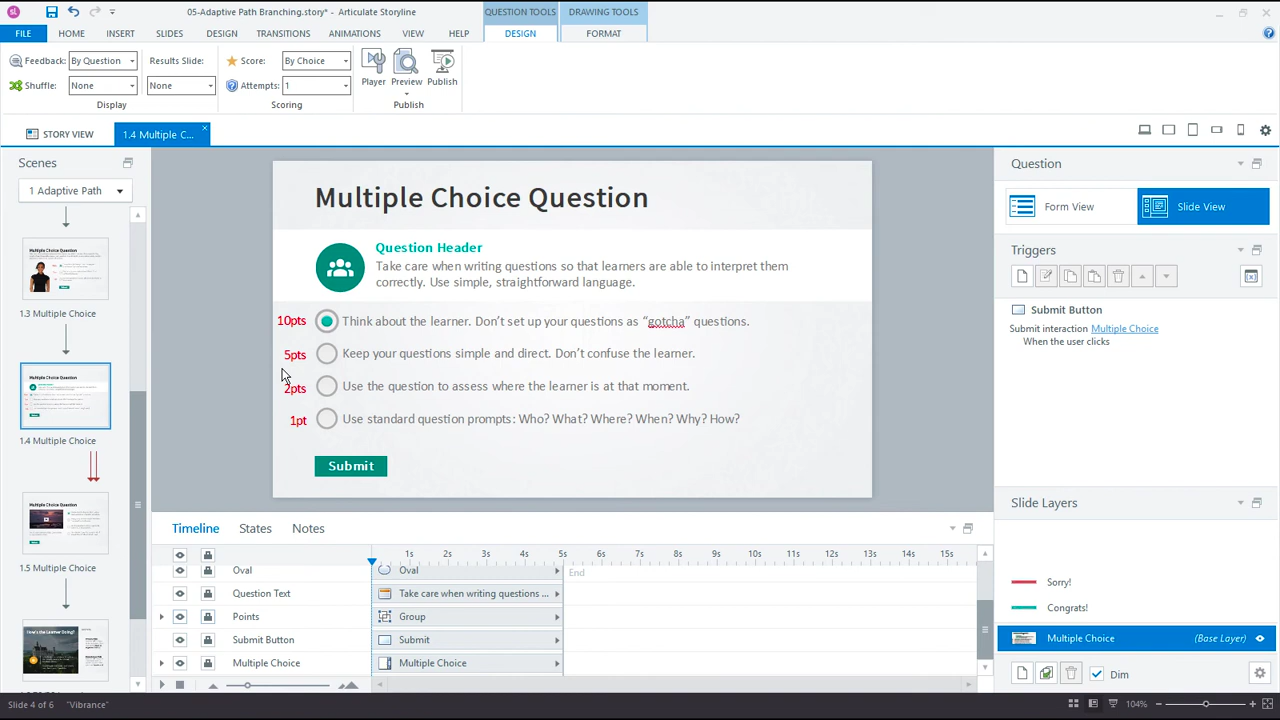 sl
05-Adaptive Path Branching.story* - Articulate Storyline
QUESTION TOOLS
DRAWING TOOLS
FILE
HOME
INSERT
SLIDES
DESIGN
TRANSITIONS
ANIMATIONS
VIEW
HELP
DESIGN
FORMAT
Feedback: By Question
Results Slide:
Score: By Choice
Shuffle: None
None
Attempts: 1
Player
Preview
Publish
Display
Scoring
Publish
STORY VIEW
1.4 Multiple C...
Scenes
1 Adaptive Path
1.3 Multiple Choice
1.4 Multiple Choice
1.5 Multiple Choice
Multiple Choice Question
Question Header
Take care when writing questions so that learners are able to interpret them
correctly. Use simple, straightforward language.
10pts Think about the learner. Don't set up your questions as “gotcha” questions.
5pts Keep your questions simple and direct. Don't confuse the learner.
2pts Use the question to assess where the learner is at that moment.
1pt Use standard question prompts: Who? What? Where? When? Why? How?
Submit
Timeline
States
Notes
1s 2s 3s 4s 5s 6s 7s 8s 9s 10s 11s 12s 13s 14s 15s
Oval Oval End
Question Text Take care when writing questions ...
Points Group
Submit Button Submit
Multiple Choice Multiple Choice
Question
Form View
Slide View
Triggers
Submit Button
Submit interaction Multiple Choice
When the user clicks
Slide Layers
Sorry!
Congrats!
Multiple Choice (Base Layer)
Dim
Slide 4 of 6 "Vibrance"
104%